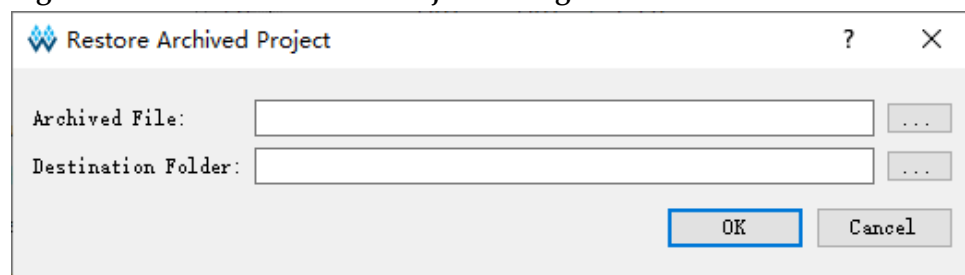 Restore Archived Project ? ×
Archived File: ...
Destination Folder: ...
OK Cancel